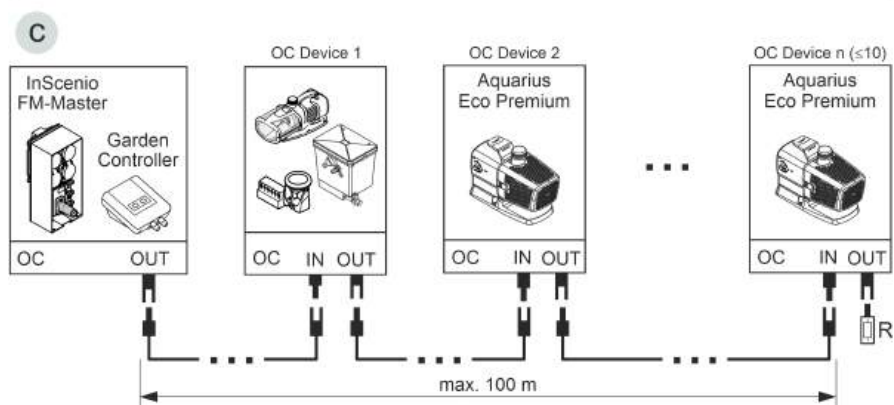 C
OC Device 1
OC Device 2
OC Device n (≤10)
InScenio
FM-Master
Garden
Controller
Aquarius
Eco Premium
Aquarius
Eco Premium
OC OUT
OC IN OUT
OC IN OUT
OC IN OUT
R
max. 100 m